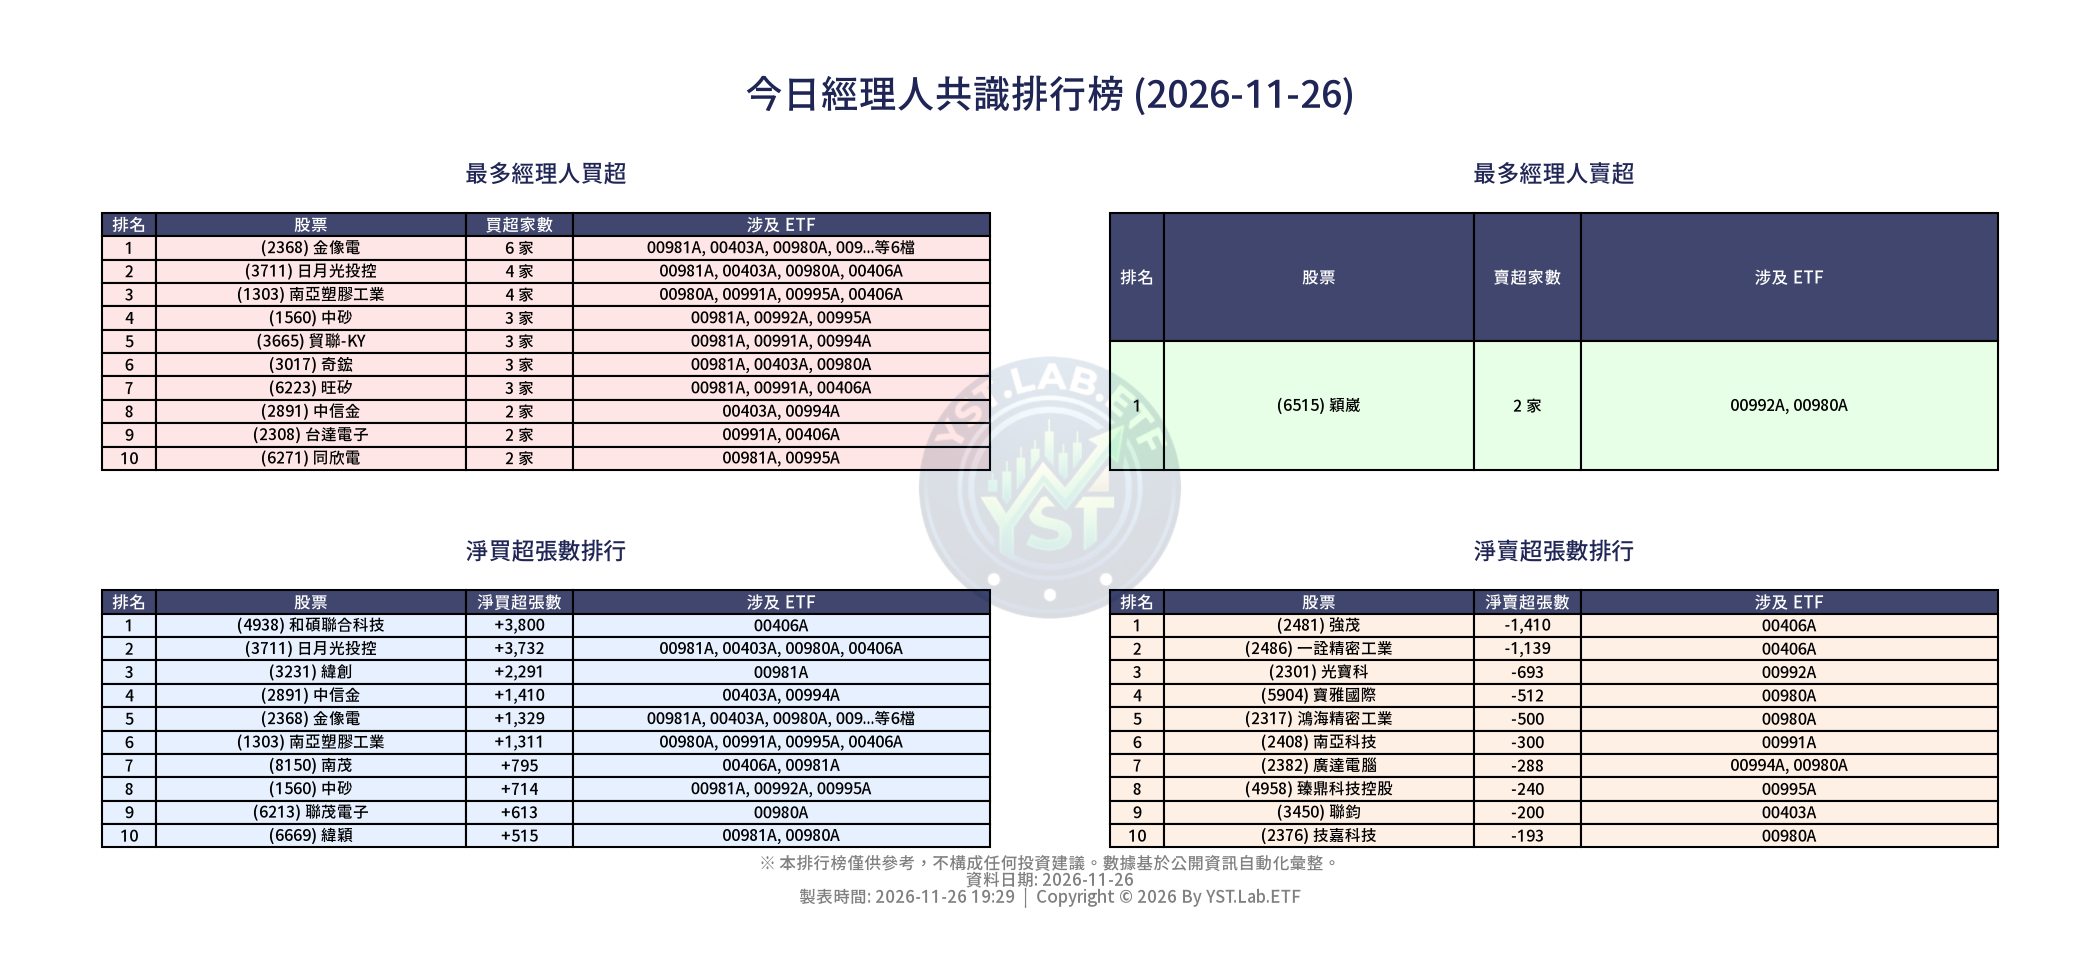 今日經理人共識排行榜 (2026-11-26)
最多經理人買超
排名 股票 買超家數 涉及 ETF
1 (2368) 金像電 6 家 00981A, 00403A, 00980A, 009...等6檔
2 (3711) 日月光投控 4 家 00981A, 00403A, 00980A, 00406A
3 (1303) 南亞塑膠工業 4 家 00980A, 00991A, 00995A, 00406A
4 (1560) 中砂 3 家 00981A, 00992A, 00995A
5 (3665) 貿聯-KY 3 家 00981A, 00991A, 00994A
6 (3017) 奇鋐 3 家 00981A, 00403A, 00980A
7 (6223) 旺矽 3 家 00981A, 00991A, 00406A
8 (2891) 中信金 2 家 00403A, 00994A
9 (2308) 台達電子 2 家 00991A, 00406A
10 (6271) 同欣電 2 家 00981A, 00995A
最多經理人賣超
排名 股票 賣超家數 涉及 ETF
1 (6515) 穎崴 2 家 00992A, 00980A
YST.LAB.ETF
YST
淨買超張數排行
排名 股票 淨買超張數 涉及 ETF
1 (4938) 和碩聯合科技 +3,800 00406A
2 (3711) 日月光投控 +3,732 00981A, 00403A, 00980A, 00406A
3 (3231) 緯創 +2,291 00981A
4 (2891) 中信金 +1,410 00403A, 00994A
5 (2368) 金像電 +1,329 00981A, 00403A, 00980A, 009...等6檔
6 (1303) 南亞塑膠工業 +1,311 00980A, 00991A, 00995A, 00406A
7 (8150) 南茂 +795 00406A, 00981A
8 (1560) 中砂 +714 00981A, 00992A, 00995A
9 (6213) 聯茂電子 +613 00980A
10 (6669) 緯穎 +515 00981A, 00980A
淨賣超張數排行
排名 股票 淨賣超張數 涉及 ETF
1 (2481) 強茂 -1,410 00406A
2 (2486) 一詮精密工業 -1,139 00406A
3 (2301) 光寶科 -693 00992A
4 (5904) 寶雅國際 -512 00980A
5 (2317) 鴻海精密工業 -500 00980A
6 (2408) 南亞科技 -300 00991A
7 (2382) 廣達電腦 -288 00994A, 00980A
8 (4958) 臻鼎科技控股 -240 00995A
9 (3450) 聯鈞 -200 00403A
10 (2376) 技嘉科技 -193 00980A
※ 本排行榜僅供參考，不構成任何投資建議。數據基於公開資訊自動化彙整。
資料日期: 2026-11-26
製表時間: 2026-11-26 19:29 │ Copyright © 2026 By YST.Lab.ETF